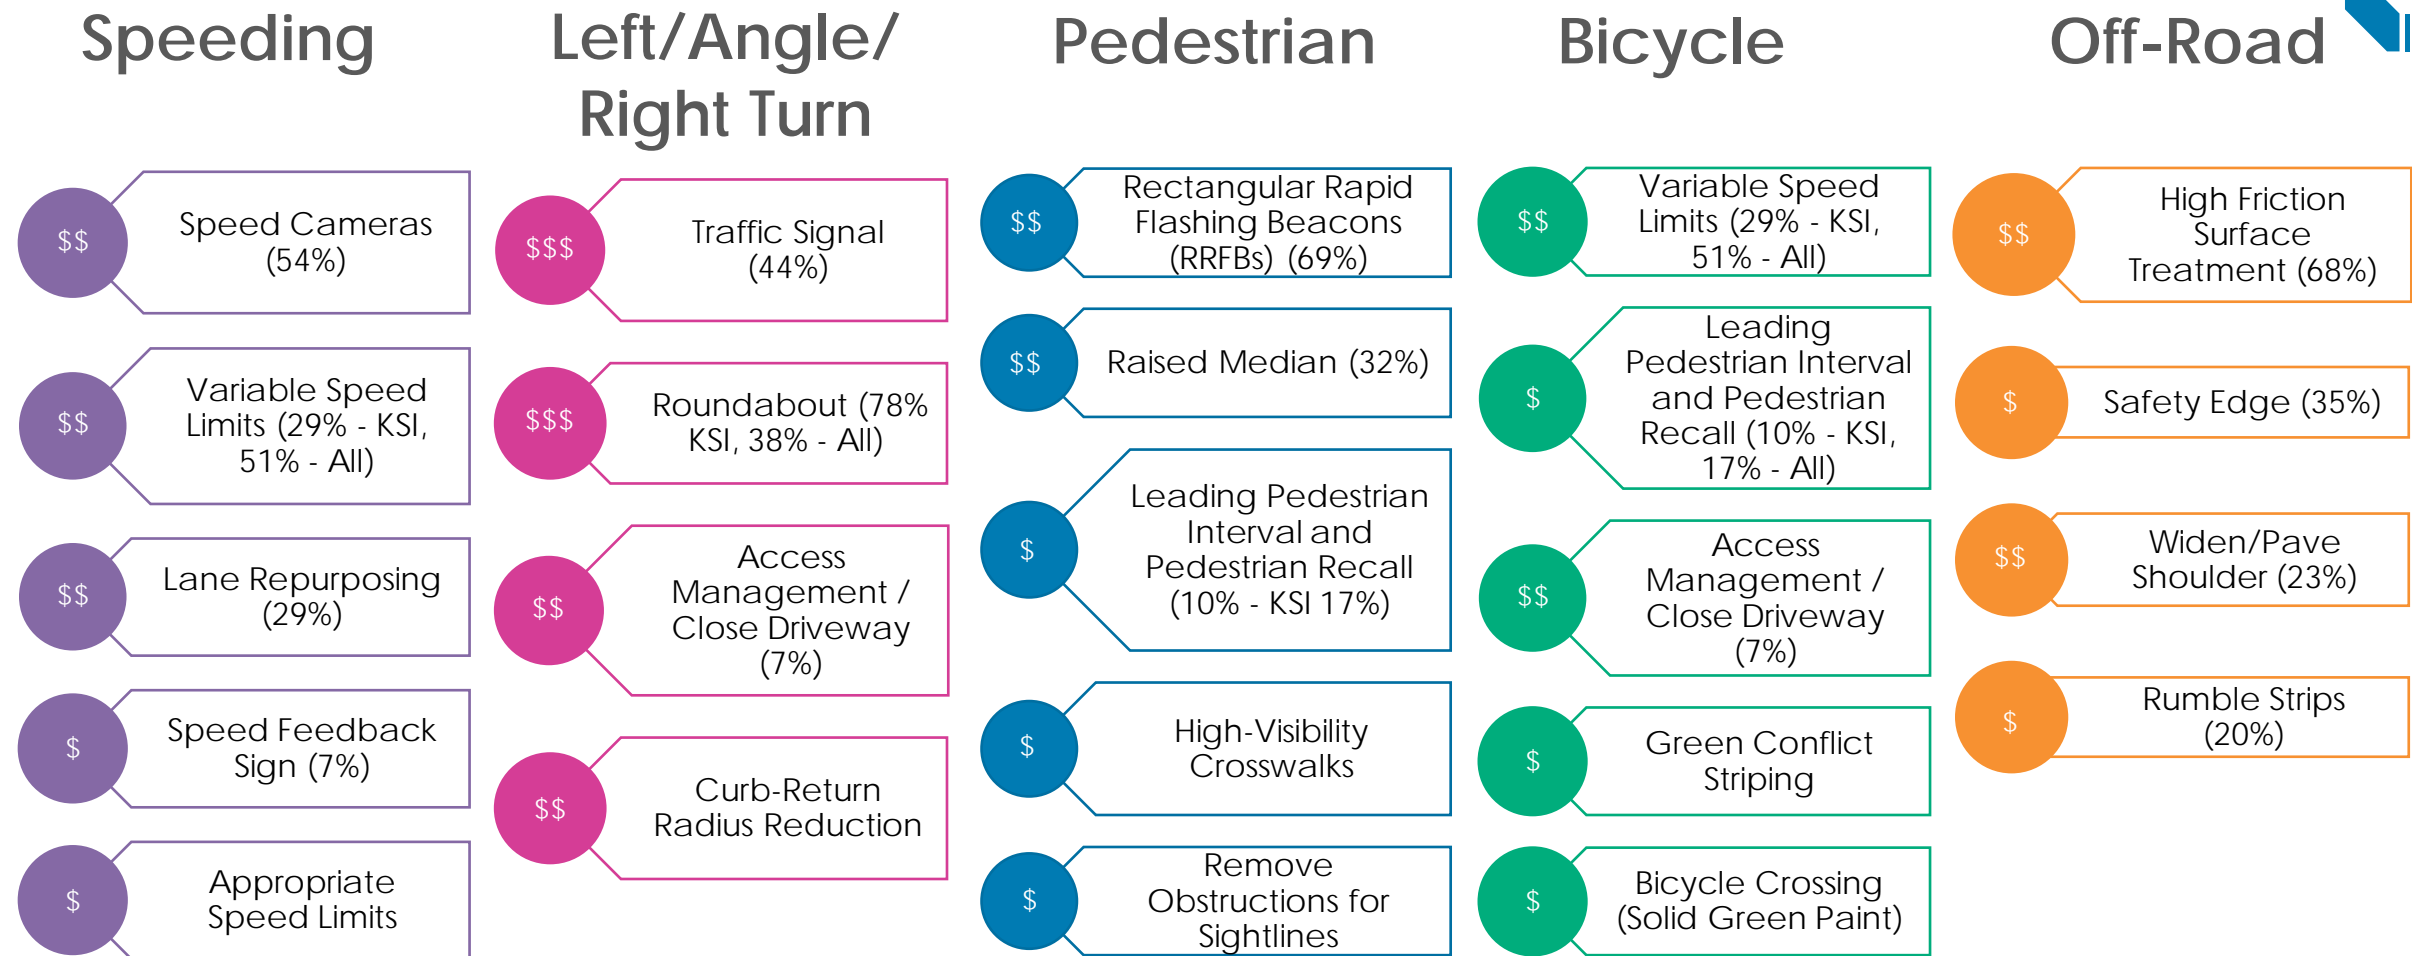 Speeding
$$
Speed Cameras
(54%)
$$
Variable Speed
Limits (29% - KSI,
51% - All)
$$
Lane Repurposing
(29%)
$
Speed Feedback
Sign (7%)
$
Appropriate
Speed Limits
Left/Angle/
Right Turn
$$$
Traffic Signal
(44%)
$$$
Roundabout (78%
KSI, 38% - All)
$$
Access
Management /
Close Driveway
(7%)
$$
Curb-Return
Radius Reduction
Pedestrian
$$
Rectangular Rapid
Flashing Beacons
(RRFBs) (69%)
$$
Raised Median (32%)
$
Leading Pedestrian
Interval and
Pedestrian Recall
(10% - KSI 17%)
$
High-Visibility
Crosswalks
$
Remove
Obstructions for
Sightlines
Bicycle
$$
Variable Speed
Limits (29% - KSI,
51% - All)
$
Leading
Pedestrian Interval
and Pedestrian
Recall (10% - KSI,
17% - All)
$$
Access
Management /
Close Driveway
(7%)
$
Green Conflict
Striping
$
Bicycle Crossing
(Solid Green Paint)
Off-Road
$$
High Friction
Surface
Treatment (68%)
$
Safety Edge (35%)
$$
Widen/Pave
Shoulder (23%)
$
Rumble Strips
(20%)